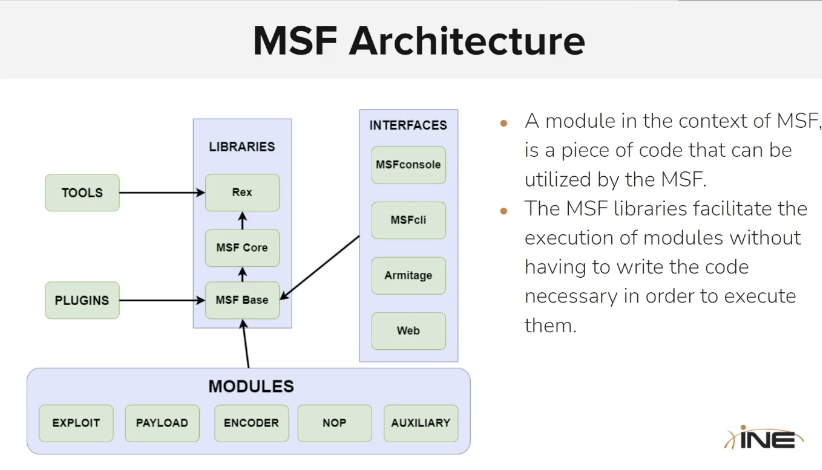 MSF Architecture
LIBRARIES
Rex
MSF Core
MSF Base
TOOLS
PLUGINS
INTERFACES
MSFconsole
MSFcli
Armitage
Web
MODULES
EXPLOIT
PAYLOAD
ENCODER
NOP
AUXILIARY
• A module in the context of MSF,
is a piece of code that can be
utilized by the MSF.
• The MSF libraries facilitate the
execution of modules without
having to write the code
necessary in order to execute
them.
INE